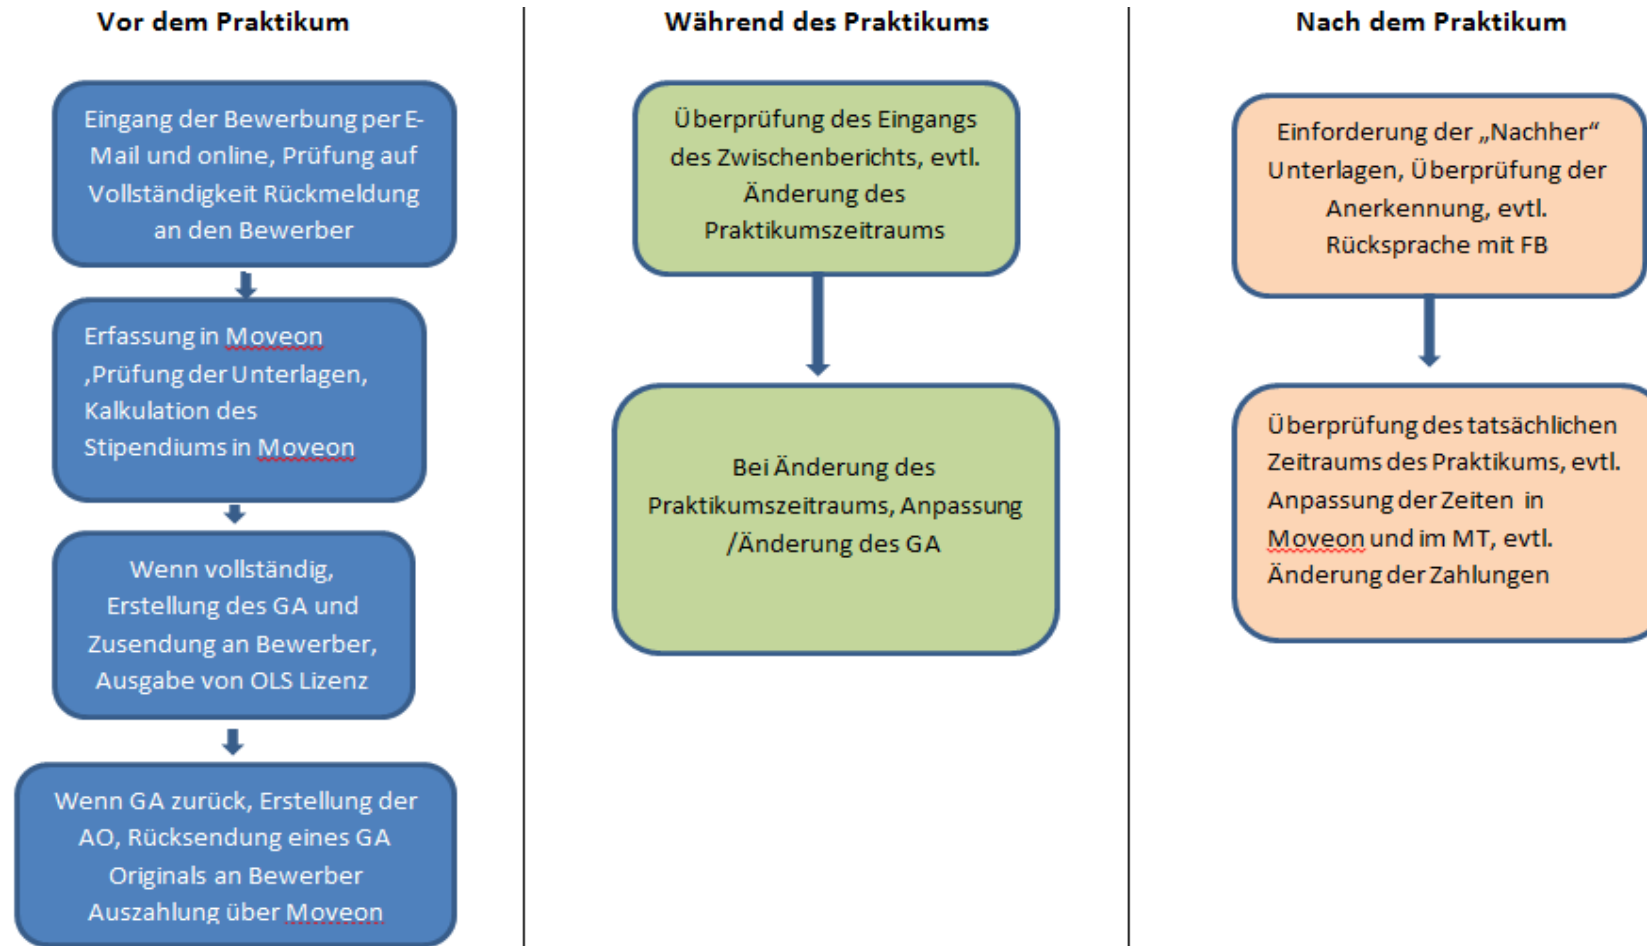 Vor dem Praktikum
Eingang der Bewerbung per E-
Mail und online, Prüfung auf
Vollständigkeit Rückmeldung
an den Bewerber
Erfassung in Moveon
,Prüfung der Unterlagen,
Kalkulation des
Stipendiums in Moveon
Wenn vollständig,
Erstellung des GA und
Zusendung an Bewerber,
Ausgabe von OLS Lizenz
Wenn GA zurück, Erstellung der
AO, Rücksendung eines GA
Originals an Bewerber
Auszahlung über Moveon
Während des Praktikums
Überprüfung des Eingangs
des Zwischenberichts, evtl.
Änderung des
Praktikumszeitraums
Bei Änderung des
Praktikumszeitraums, Anpassung
/Änderung des GA
Nach dem Praktikum
Einforderung der „Nachher“
Unterlagen, Überprüfung der
Anerkennung, evtl.
Rücksprache mit FB
Überprüfung des tatsächlichen
Zeitraums des Praktikums, evtl.
Anpassung der Zeiten in
Moveon und im MT, evtl.
Änderung der Zahlungen